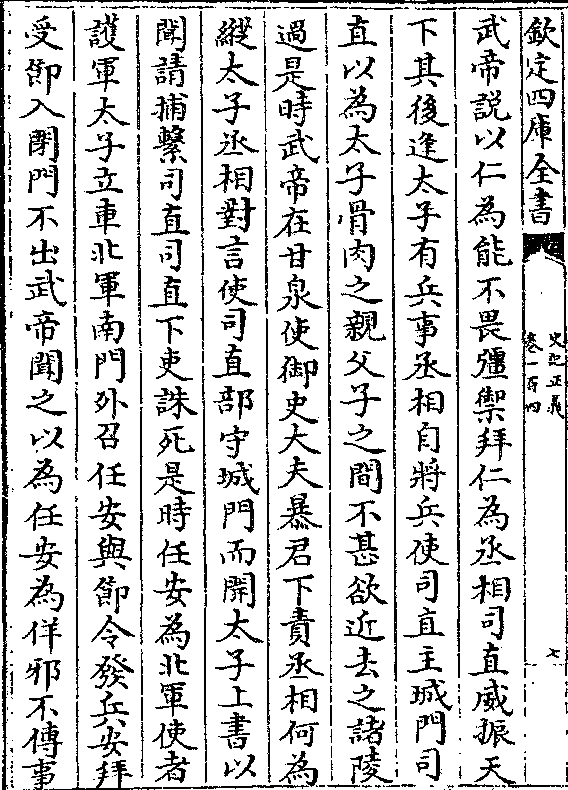 欽定四庫全書
史記正義
卷一百四
七
武帝説以仁為能不畏彊禦拜仁為丞相司直威振天
下其後逢太子有兵事丞相自將兵使司直主城門司
直以為太子骨肉之親父子之間不甚欲近去之諸陵
過是時武帝在甘泉使御史大夫暴君下責丞相何為
縱太子丞相對言使司直部守城門而開太子上書以
聞請捕繫司直司直下吏誅死是時任安為北軍使者
護軍太子立車北軍南門外召任安與節令發兵安拜
受節入閉門不出武帝聞之以為任安為佯邪不傅事